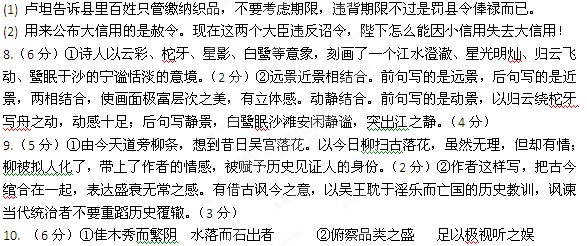 (1) 卢坦告诉县里百姓只管缴纳织品，不要考虑期限，违背期限不过是罚县令俸禄而已。
(2) 用来公布大信用的是赦令。现在这两个大臣违反诏令，陛下怎么能因小信用失去大信用！
8.（6分）①诗人以云彩、柁牙、星影、白鹭等意象，刻画了一个江水澄澈、星光明灿、归云飞
动、鹭眠于沙的宁谧恬淡的意境。（2分）②远景近景相结合。前句写的是远景，后句写的是近
景，两相结合，使画面极富层次之美，有立体感。动静结合。前句写的是动景，以归云绕柁牙
写舟之动，动感十足；后句写静景，白鹭眠沙滩安闲静谧，突出江之静。（4分）
9.（5分）①由今天道旁柳条，想到昔日吴宫落花。以今日柳扫古落花，虽然无理，但却有情；
柳被拟人化了，带上了作者的情感，被赋予历史见证人的身份。（2分）②作者这样写，把古今
绾合在一起，表达盛衰无常之感。有借古讽今之意，以吴王耽于淫乐而亡国的历史教训，讽谏
当代统治者不要重蹈历史覆辙。（3分）
10.（6分）①佳木秀而繁阴 水落而石出者 ②俯察品类之盛 足以极视听之娱